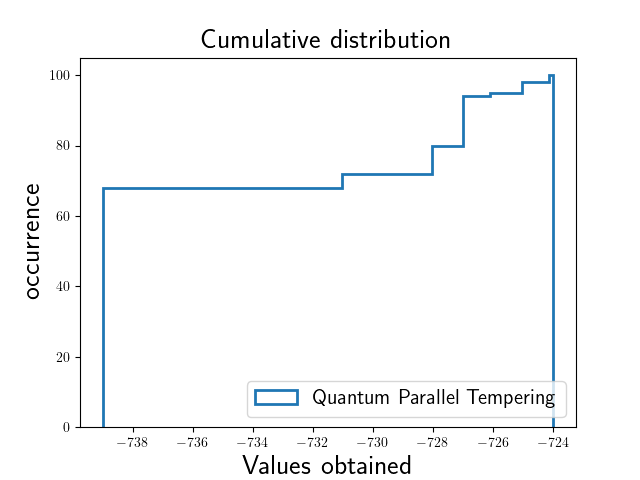 Cumulative distribution
100
80
60
40
20
0
occurrence
Quantum Parallel Tempering
−738 −736 −734 −732 −730 −728 −726 −724
Values obtained